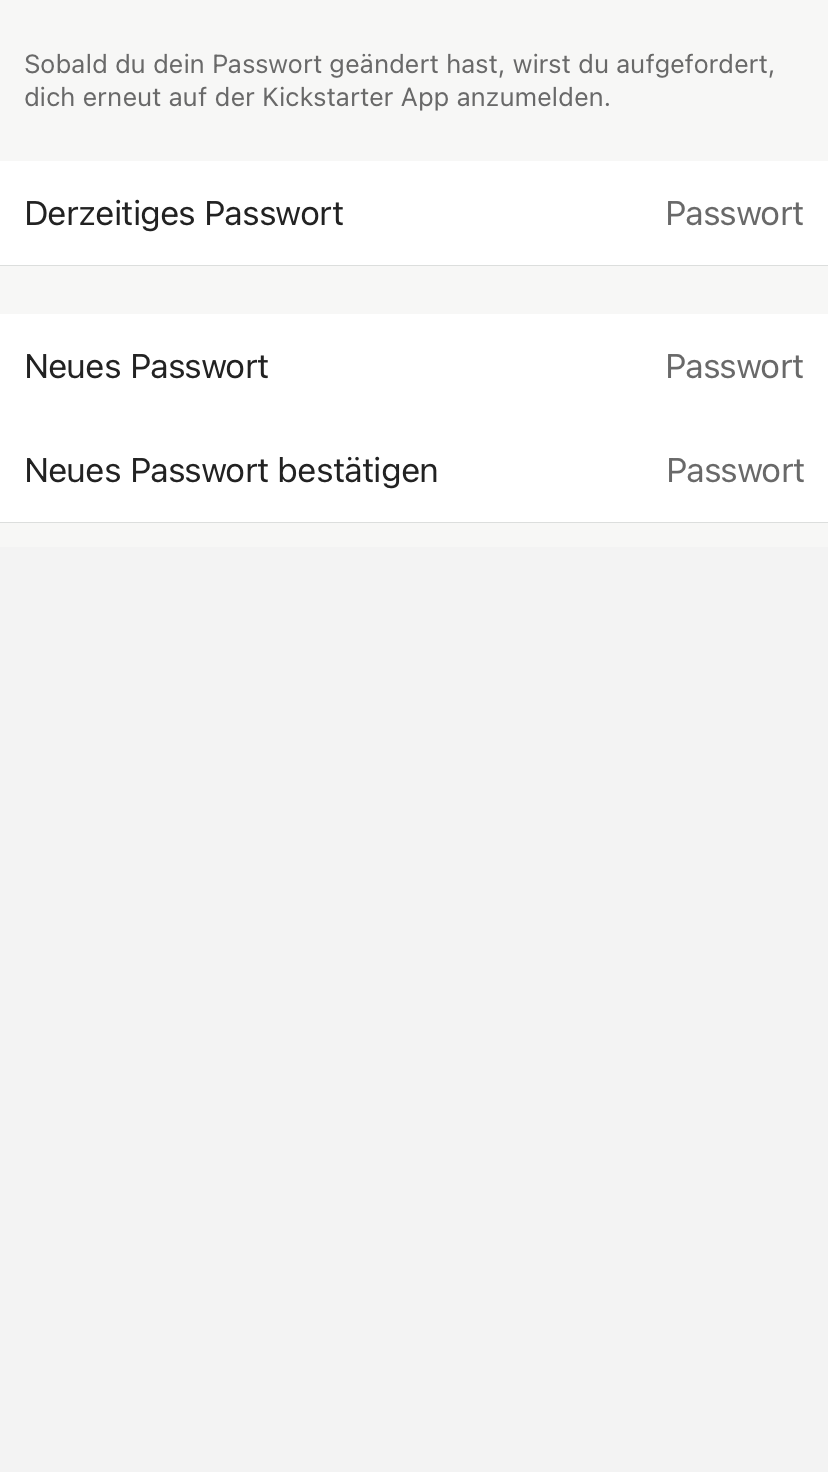 Sobald du dein Passwort geändert hast, wirst du aufgefordert,
dich erneut auf der Kickstarter App anzumelden.
Derzeitiges Passwort Passwort
Neues Passwort Passwort
Neues Passwort bestätigen Passwort